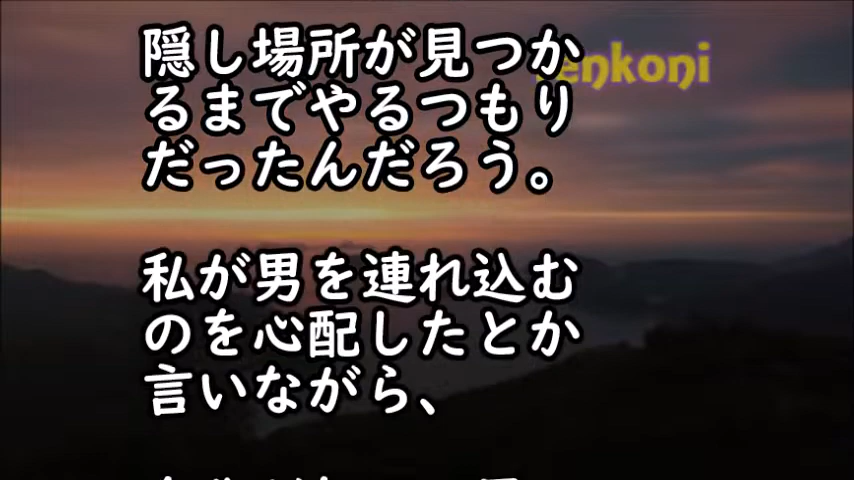 隠し場所が見つか
るまでやるつもり
だったんだろう。
私が男を連れ込む
のを心配したとか
言いながら、